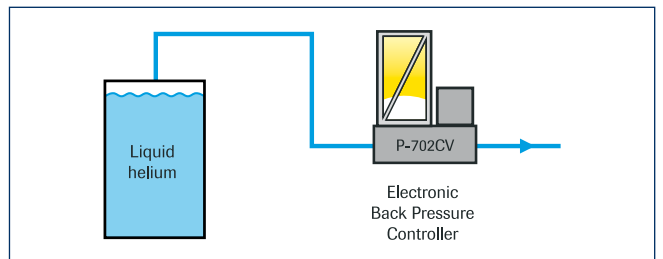 Liquid
helium
P-702CV
Electronic
Back Pressure
Controller